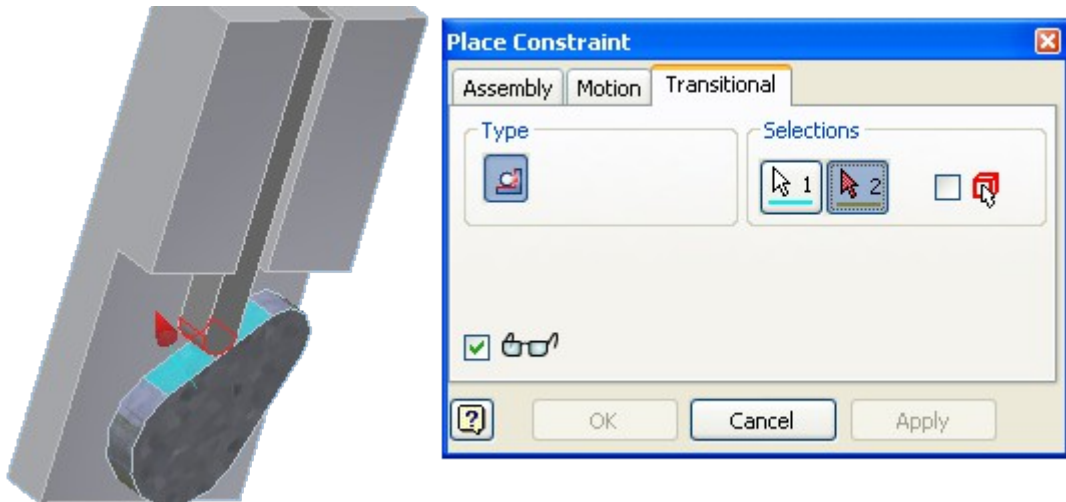 Place Constraint
Assembly Motion Transitional
Type
Selections
1 2
OK Cancel Apply